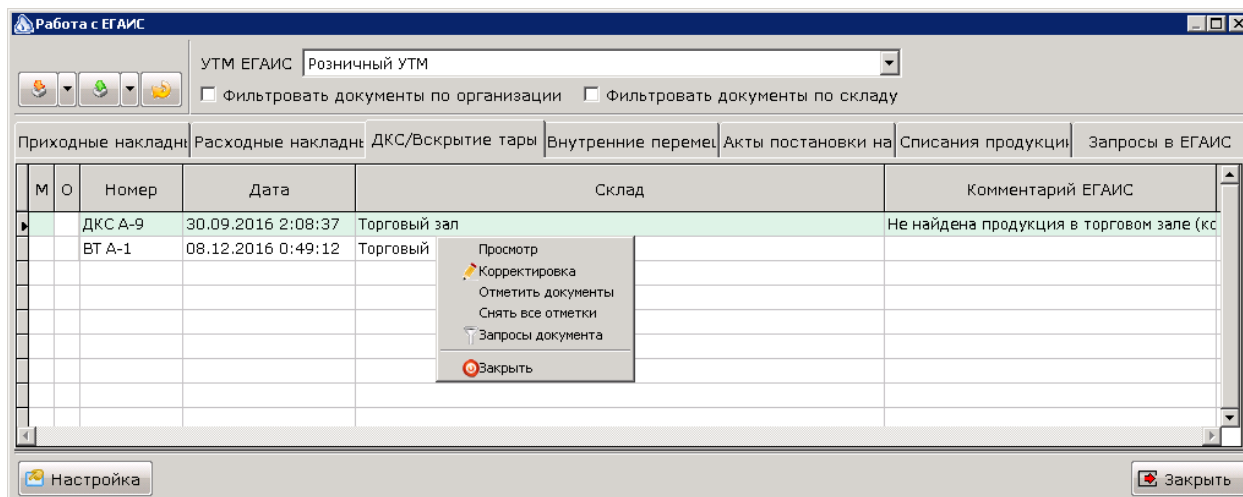 Работа с ЕГАИС
УТМ ЕГАИС Розничный УТМ
Фильтровать документы по организации Фильтровать документы по складу
Приходные накладн Расходные накладн ДКС/Вскрытие тары Внутренние перемещ Акты постановки на Списания продукции Запросы в ЕГАИС
М О Номер Дата Склад Комментарий ЕГАИС
ДКС А-9 30.09.2016 2:08:37 Торговый зал Не найдена продукция в торговом зале (кс
ВТ А-1 08.12.2016 0:49:12 Торговый
Просмотр
Корректировка
Отметить документы
Снять все отметки
Запросы документа
Закрыть
Настройка Закрыть